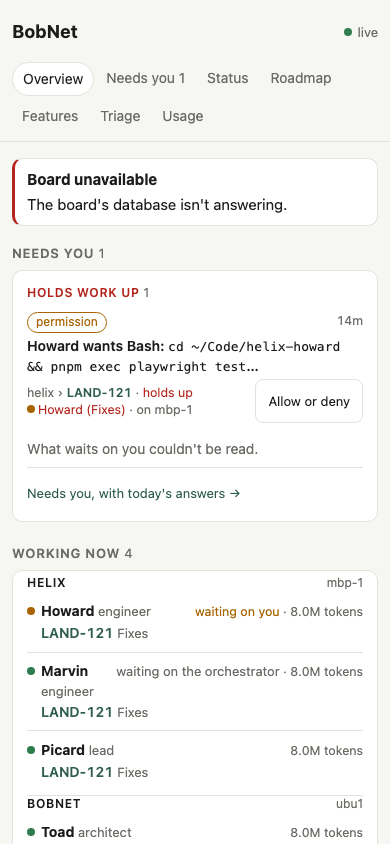 BobNet
live
Overview Needs you 1 Status Roadmap
Features Triage Usage
Board unavailable
The board's database isn't answering.
NEEDS YOU 1
HOLDS WORK UP 1
permission 14m
Howard wants Bash: cd ~/Code/helix-howard
&& pnpm exec playwright test…
helix › LAND-121 · holds up
Howard (Fixes) · on mbp-1
Allow or deny
What waits on you couldn't be read.
Needs you, with today's answers →
WORKING NOW 4
HELIX mbp-1
Howard engineer waiting on you · 8.0M tokens
LAND-121 Fixes
Marvin waiting on the orchestrator · 8.0M tokens
engineer
LAND-121 Fixes
Picard lead 8.0M tokens
LAND-121 Fixes
BOBNET ubu1
Toad architect 8.0M tokens